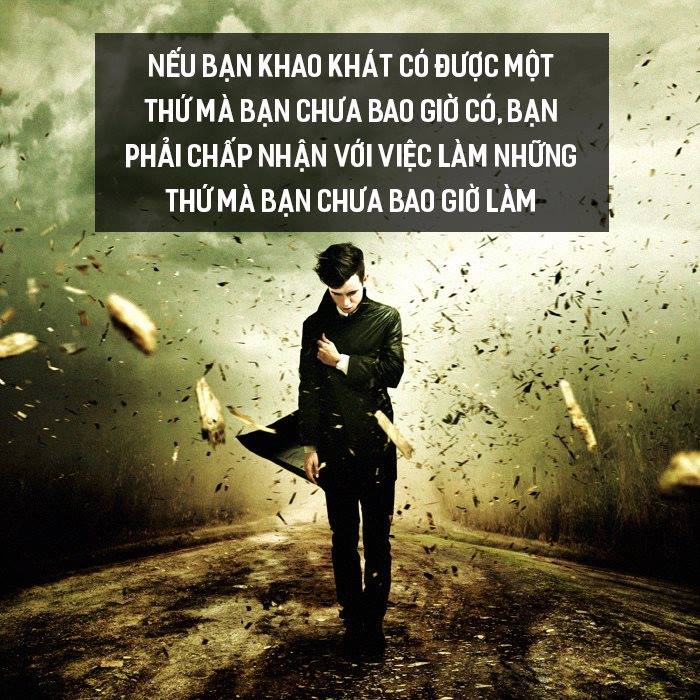 NẾU BẠN KHAO KHÁT CÓ ĐƯỢC MỘT
THỨ MÀ BẠN CHƯA BAO GIỜ CÓ, BẠN
PHẢI CHẤP NHẬN VỚI VIỆC LÀM NHỮNG
THỨ MÀ BẠN CHƯA BAO GIỜ LÀM